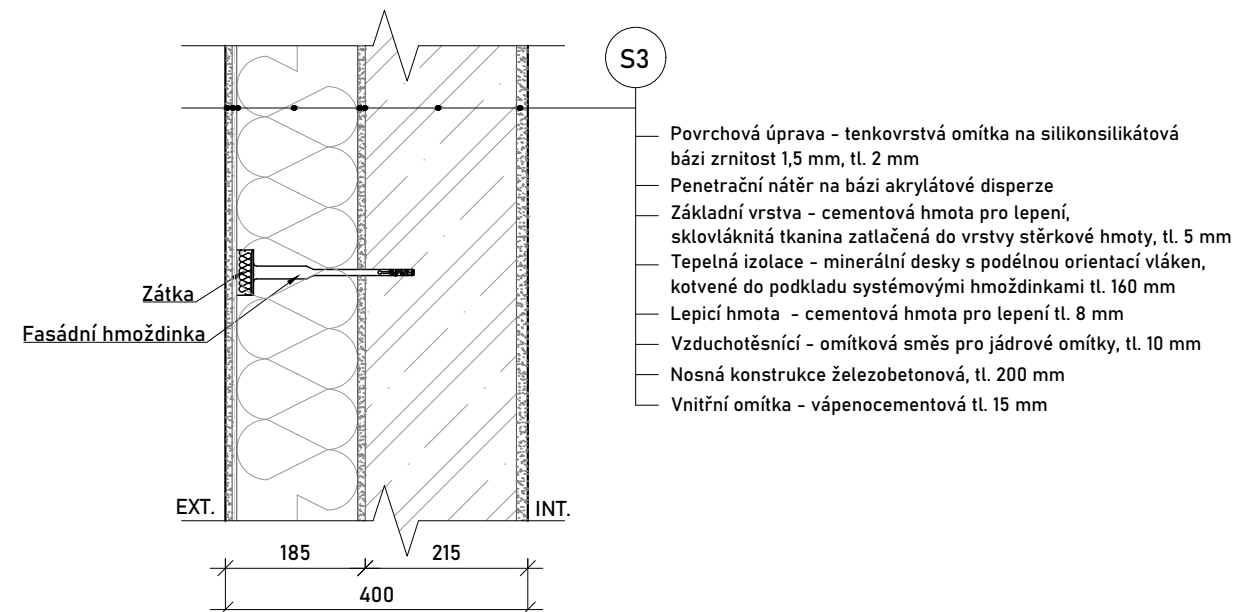 S3
Povrchová úprava - tenkovrstvá omítka na silikonsilikátová
bázi zrnitost 1,5 mm, tl. 2 mm
Penetrační nátěr na bázi akrylátové disperze
Základní vrstva - cementová hmota pro lepení,
sklovláknitá tkanina zatlačená do vrstvy stěrkové hmoty, tl. 5 mm
Tepelná izolace - minerální desky s podélnou orientací vláken,
kotvené do podkladu systémovými hmoždinkami tl. 160 mm
Lepicí hmota - cementová hmota pro lepení tl. 8 mm
Vzduchotěsnící - omítková směs pro jádrové omítky, tl. 10 mm
Nosná konstrukce železobetonová, tl. 200 mm
Vnitřní omítka - vápenocementová tl. 15 mm
Zátka
Fasádní hmoždinka
EXT.
INT.
185
215
400